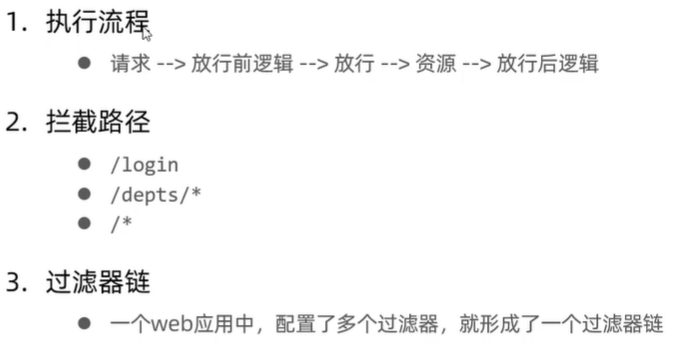 1. 执行流程
● 请求 --> 放行前逻辑 --> 放行 --> 资源 --> 放行后逻辑
2. 拦截路径
● /login
● /depts/*
● /*
3. 过滤器链
● 一个web应用中，配置了多个过滤器，就形成了一个过滤器链